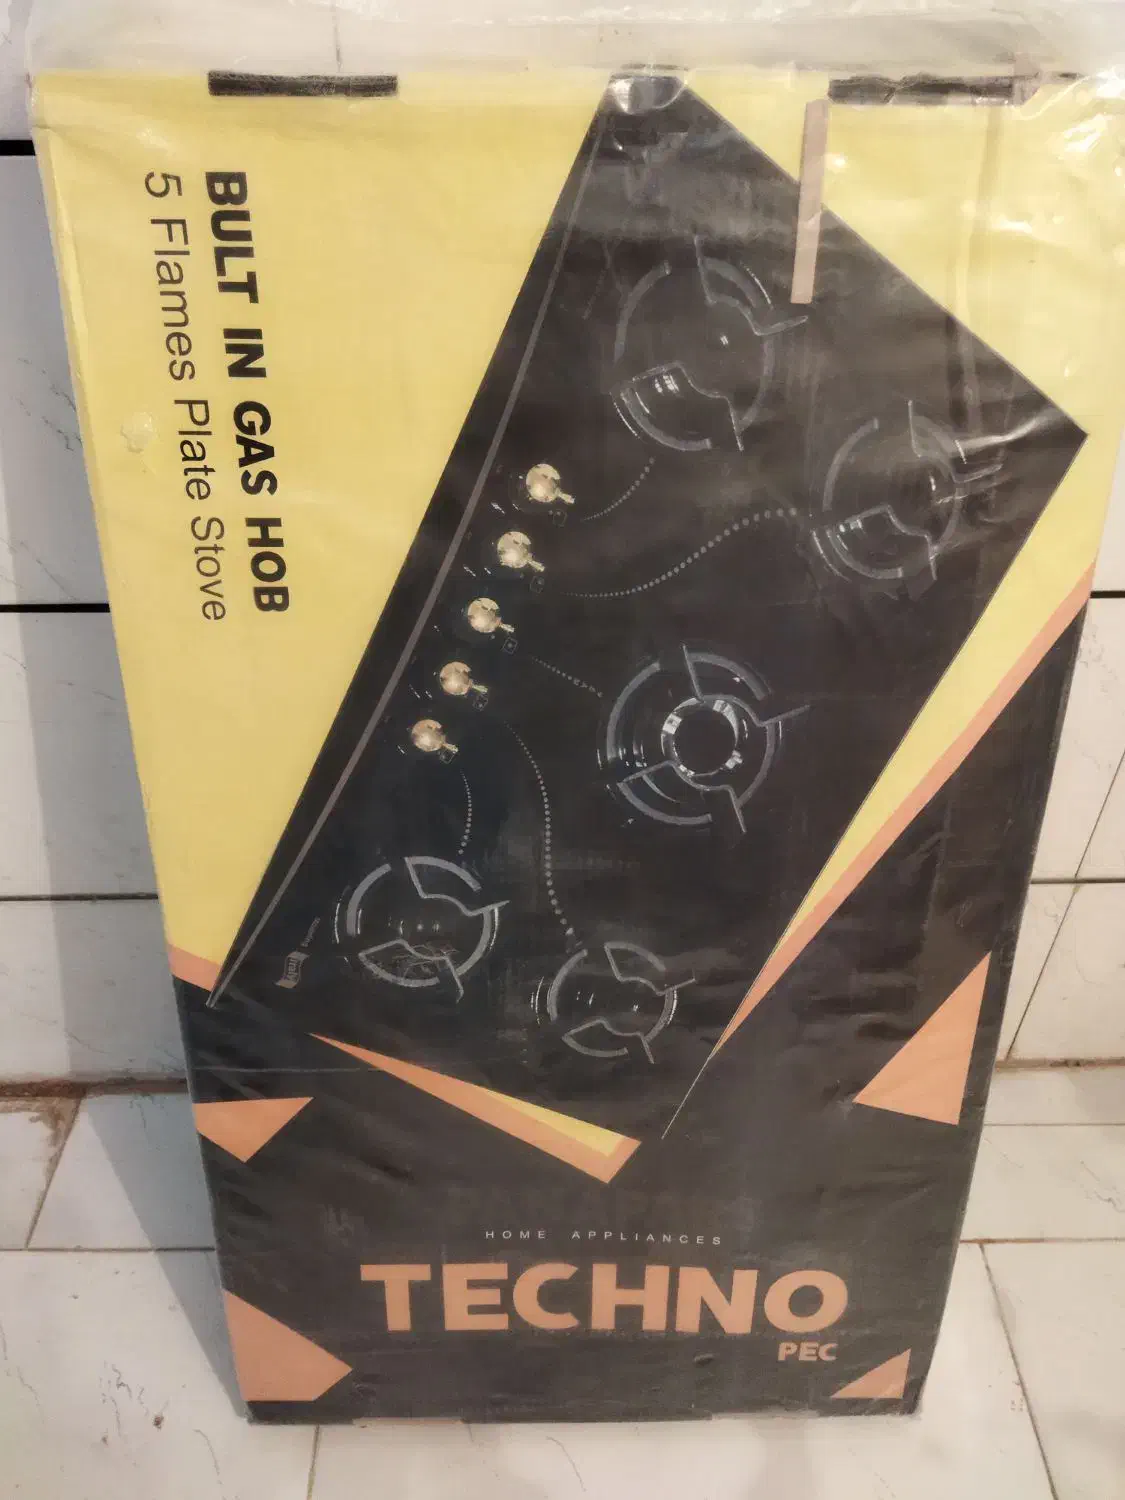 BULT IN GAS HOB
5 Flames Plate Stove
HOME APPLIANCES
TECHNO
PEC